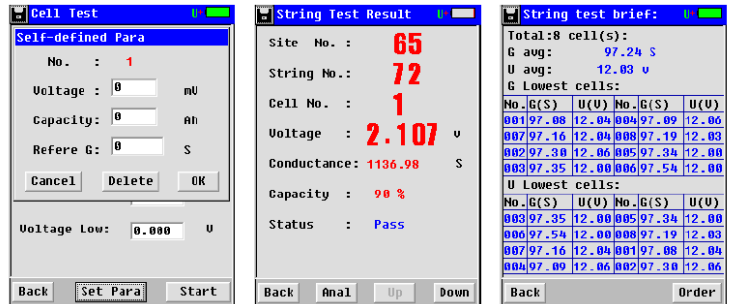 Cell Test
U+
Self-defined Para
No. : 1
Voltage : 0 mU
Capacity: 0 Ah
Refere G: 0 S
Cancel Delete OK
Voltage Low: 0.000 U
Back Set Para Start
String Test Result
U+
Site No. : 65
String No.: 72
Cell No. : 1
Voltage : 2.107 v
Conductance: 1136.98 S
Capacity : 90 %
Status : Pass
Back Anal Up Down
String test brief:
U+
Total:8 cell(s):
G avg: 97.24 S
U avg: 12.03 v
G Lowest cells:
No. G(S) U(V) No. G(S) U(V)
001 97.08 12.04 004 97.09 12.06
007 97.16 12.04 008 97.19 12.03
002 97.30 12.06 005 97.34 12.00
003 97.35 12.00 006 97.54 12.00
U Lowest cells:
No. G(S) U(V) No. G(S) U(V)
003 97.35 12.00 005 97.34 12.00
006 97.54 12.00 008 97.19 12.03
007 97.16 12.04 001 97.08 12.04
004 97.09 12.06 002 97.30 12.06
Back Order